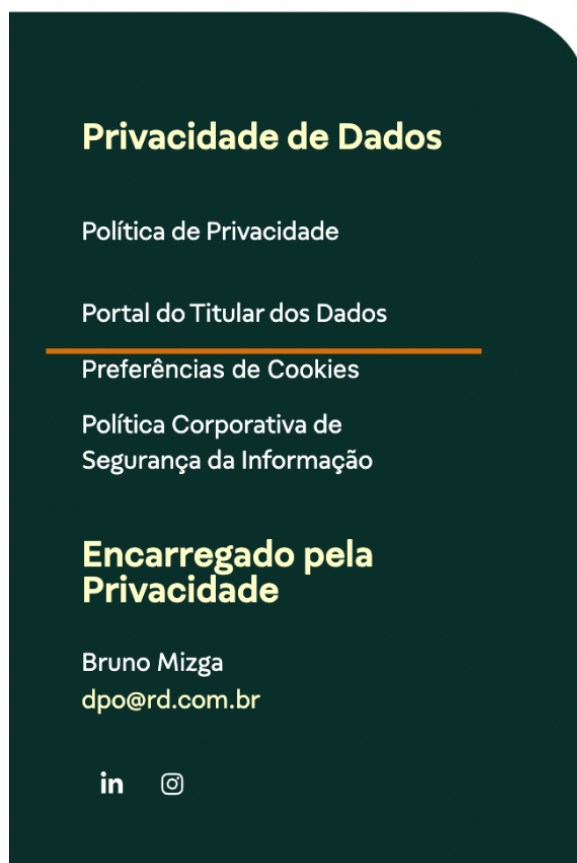 Privacidade de Dados
Política de Privacidade
Portal do Titular dos Dados
Preferências de Cookies
Política Corporativa de
Segurança da Informação
Encarregado pela
Privacidade
Bruno Mizga
dpo@rd.com.br
in